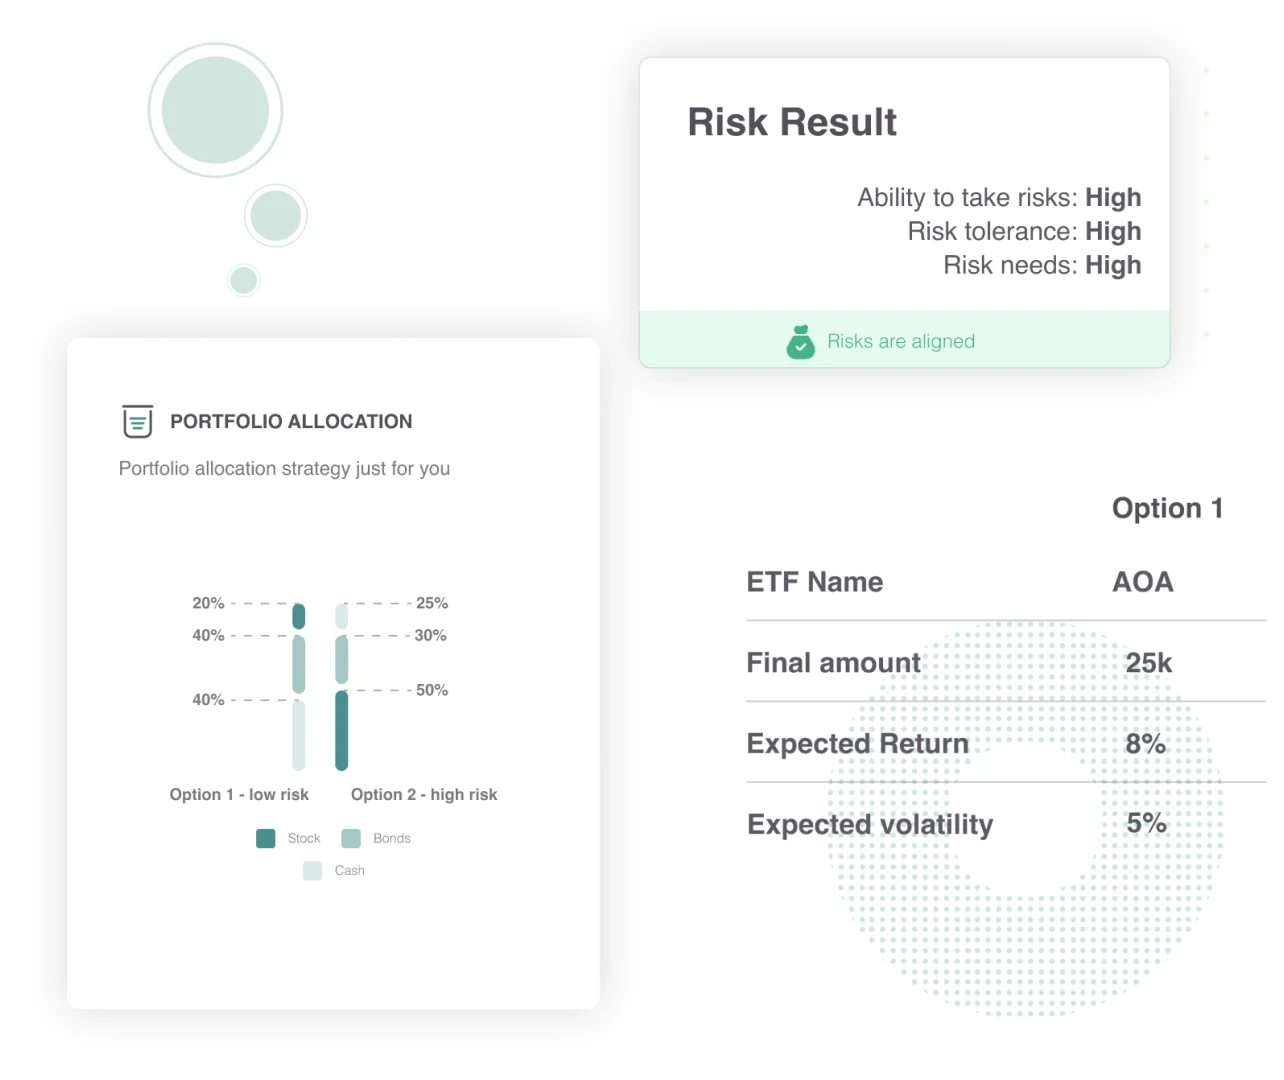 Risk Result
Ability to take risks: High
Risk tolerance: High
Risk needs: High
Risks are aligned
PORTFOLIO ALLOCATION
Portfolio allocation strategy just for you
20% 25%
40% 30%
40% 50%
Option 1 - low risk Option 2 - high risk
Stock Bonds
Cash
Option 1
ETF Name AOA
Final amount 25k
Expected Return 8%
Expected volatility 5%